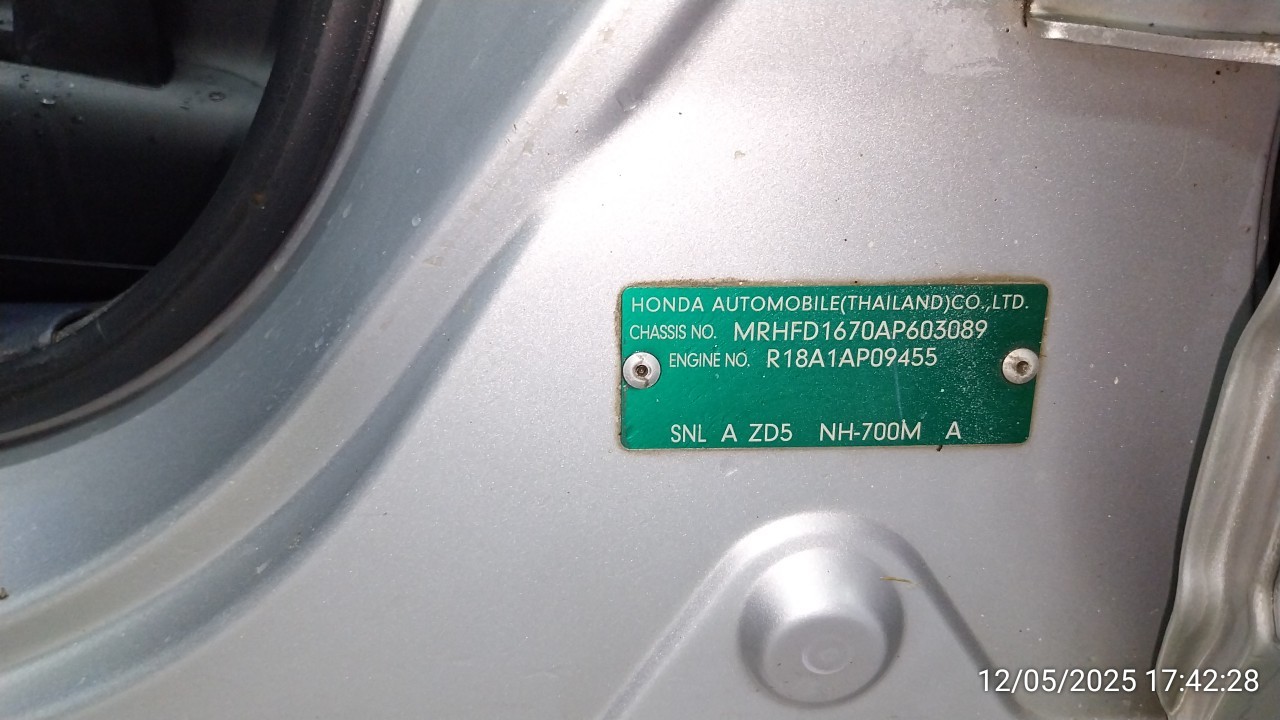 HONDA AUTOMOBILE(THAILAND)CO.,LTD.
CHASSIS NO. MRHFD1670AP603089
ENGINE NO. R18A1AP09455
SNL A ZD5 NH-700M A
12/05/2025 17:42:28